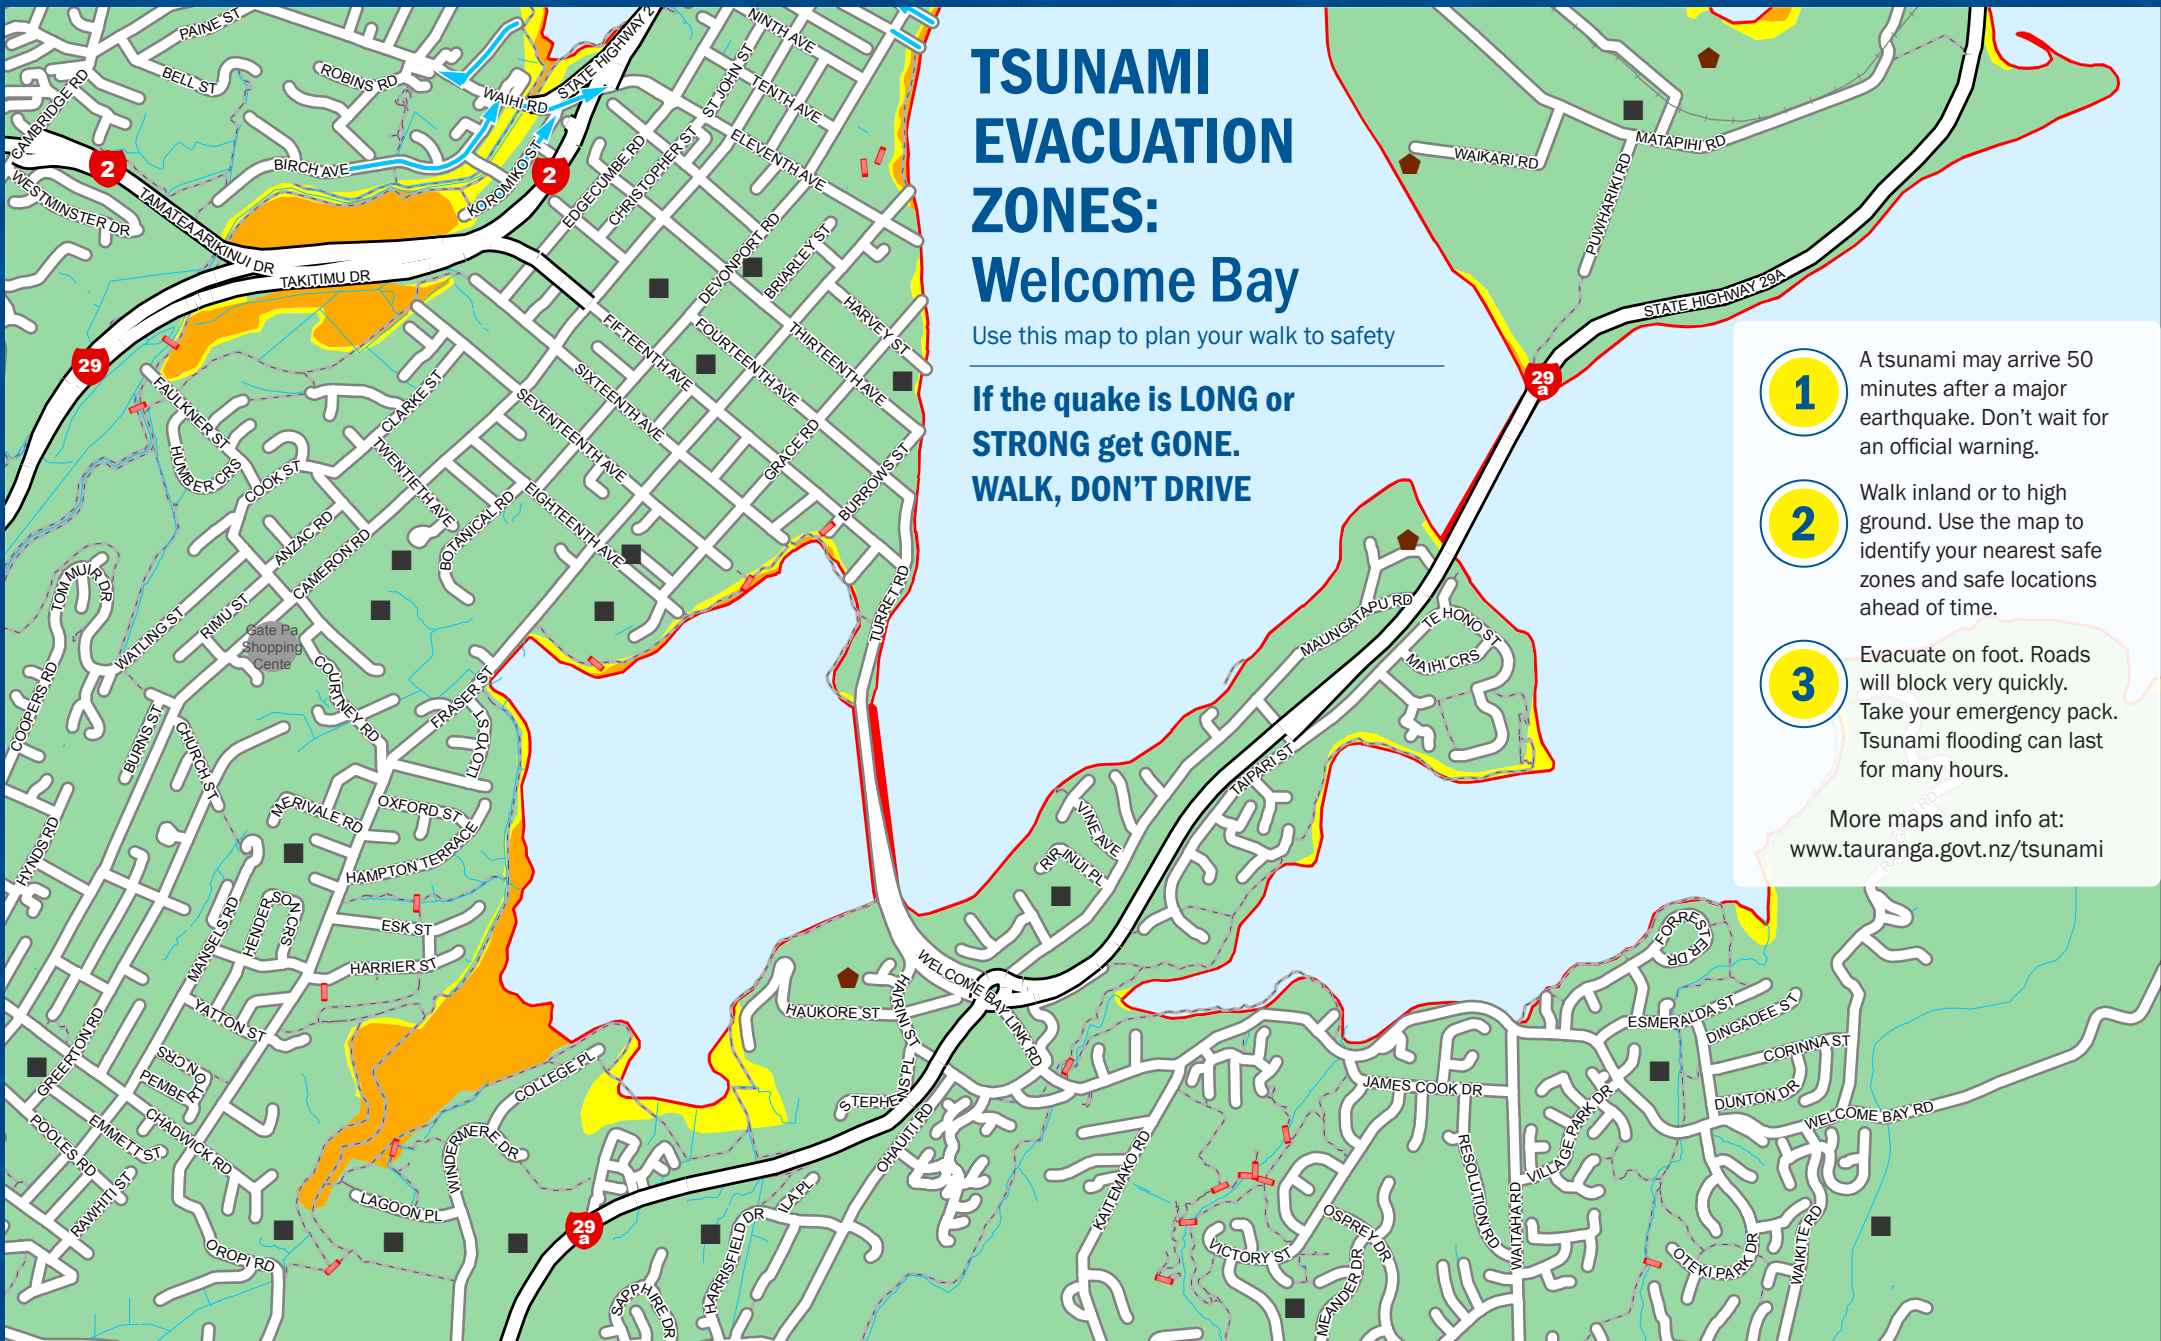 TSUNAMI
EVACUATION
ZONES:
Welcome Bay
Use this map to plan your walk to safety
If the quake is LONG or
STRONG get GONE.
WALK, DON'T DRIVE
1
A tsunami may arrive 50
minutes after a major
earthquake. Don't wait for
an official warning.
2
Walk inland or to high
ground. Use the map to
identify your nearest safe
zones and safe locations
ahead of time.
3
Evacuate on foot. Roads
will block very quickly.
Take your emergency pack.
Tsunami flooding can last
for many hours.
More maps and info at:
www.tauranga.govt.nz/tsunami
PAINE ST
BELL ST
ROBINS RD
CAMBRIDGE RD
WAIHI RD
STATE HIGHWAY 2
NINTH AVE
TENTH AVE
ST JOHN ST
ELEVENTH AVE
CHRISTOPHER ST
EDGECUMBE RD
KOROMIKO ST
BIRCH AVE
2
2
WESTMINSTER DR
TAMATEA ARIKINUI DR
TAKITIMU DR
29
DEVONPORT RD
BRIARLEY ST
HARVEY ST
THIRTEENTH AVE
FOURTEENTH AVE
FIFTEENTH AVE
SIXTEENTH AVE
SEVENTEENTH AVE
EIGHTEENTH AVE
GRACE RD
BURROWS ST
TURRET RD
FAULKNER ST
HUMBER CRS
COOK ST
CLARKE ST
TWENTIETH AVE
BOTANICAL RD
ANZAC RD
CAMERON RD
TOM MUIR DR
WATLING ST
RIMU ST
Gate Pa
Shopping
Cente
COURTNEY RD
FRASER ST
LLOYD ST
COOPERS RD
BURNS ST
CHURCH ST
MERIVALE RD
OXFORD ST
HAMPTON TERRACE
HYNDS RD
MANSELS RD
HENDERSON CRS
ESK ST
HARRIER ST
YATTON ST
GREERTON RD
PEMBERTON CRS
CHADWICK RD
EMMETT ST
POOLES RD
RAWHITI ST
OROPI RD
LAGOON PL
WINDERMERE DR
COLLEGE PL
29
a
SAPPHIRE DR
HARRISFIELD DR
ILA PL
OHAUITI RD
STEPHENS PL
HAUKORE ST
HAIRINI ST
WELCOME BAY LINK RD
WAIKARI RD
MATAPIHI RD
PUWHARIKI RD
STATE HIGHWAY 29A
29
a
MAUNGATAPU RD
TE HONO ST
MAIHI CRS
TAIPARI ST
VINE AVE
RIRINUI PL
FORRESTER DR
ESMERALDA ST
DINGADEE ST
CORINNA ST
DUNTON DR
WELCOME BAY RD
JAMES COOK DR
VILLAGE PARK DR
RESOLUTION RD
WAITAHA RD
KAITEMAKO RD
VICTORY ST
OSPREY DR
MEANDER DR
OTEKI PARK DR
WAIKITE RD